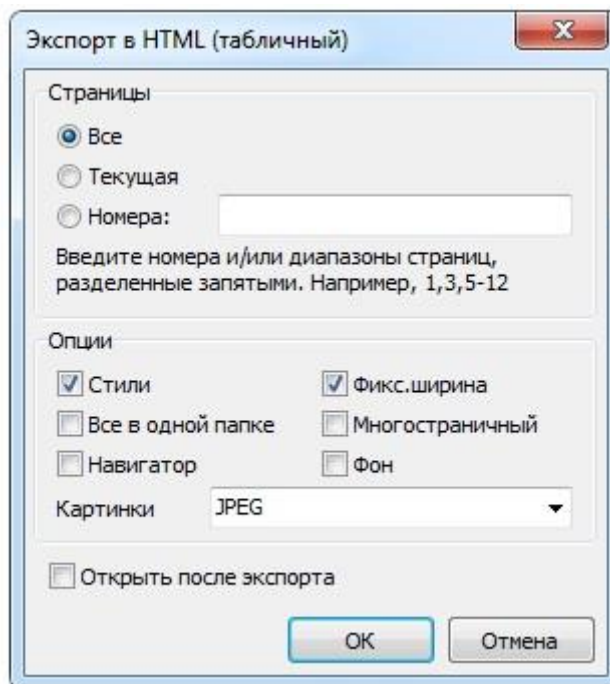 Экспорт в HTML (табличный)
Страницы
Все
Текущая
Номера:
Введите номера и/или диапазоны страниц,
разделенные запятыми. Например, 1,3,5-12
Опции
Стили
Фикс.ширина
Все в одной папке
Многостраничный
Навигатор
Фон
Картинки
JPEG
Открыть после экспорта
OK
Отмена